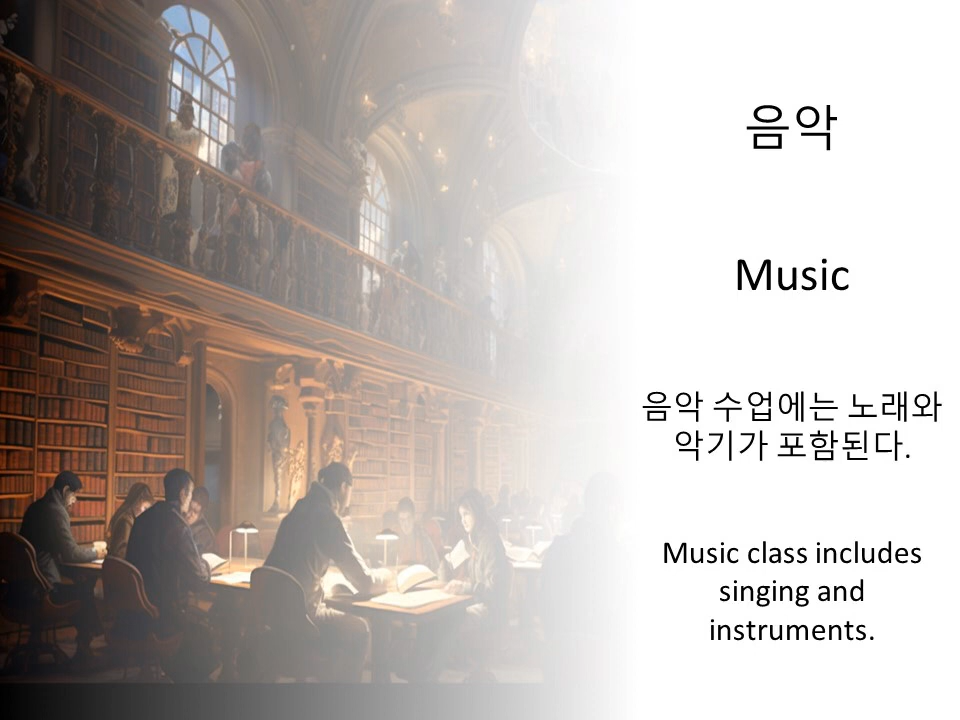 음악
Music
음악 수업에는 노래와
악기가 포함된다.
Music class includes
singing and
instruments.